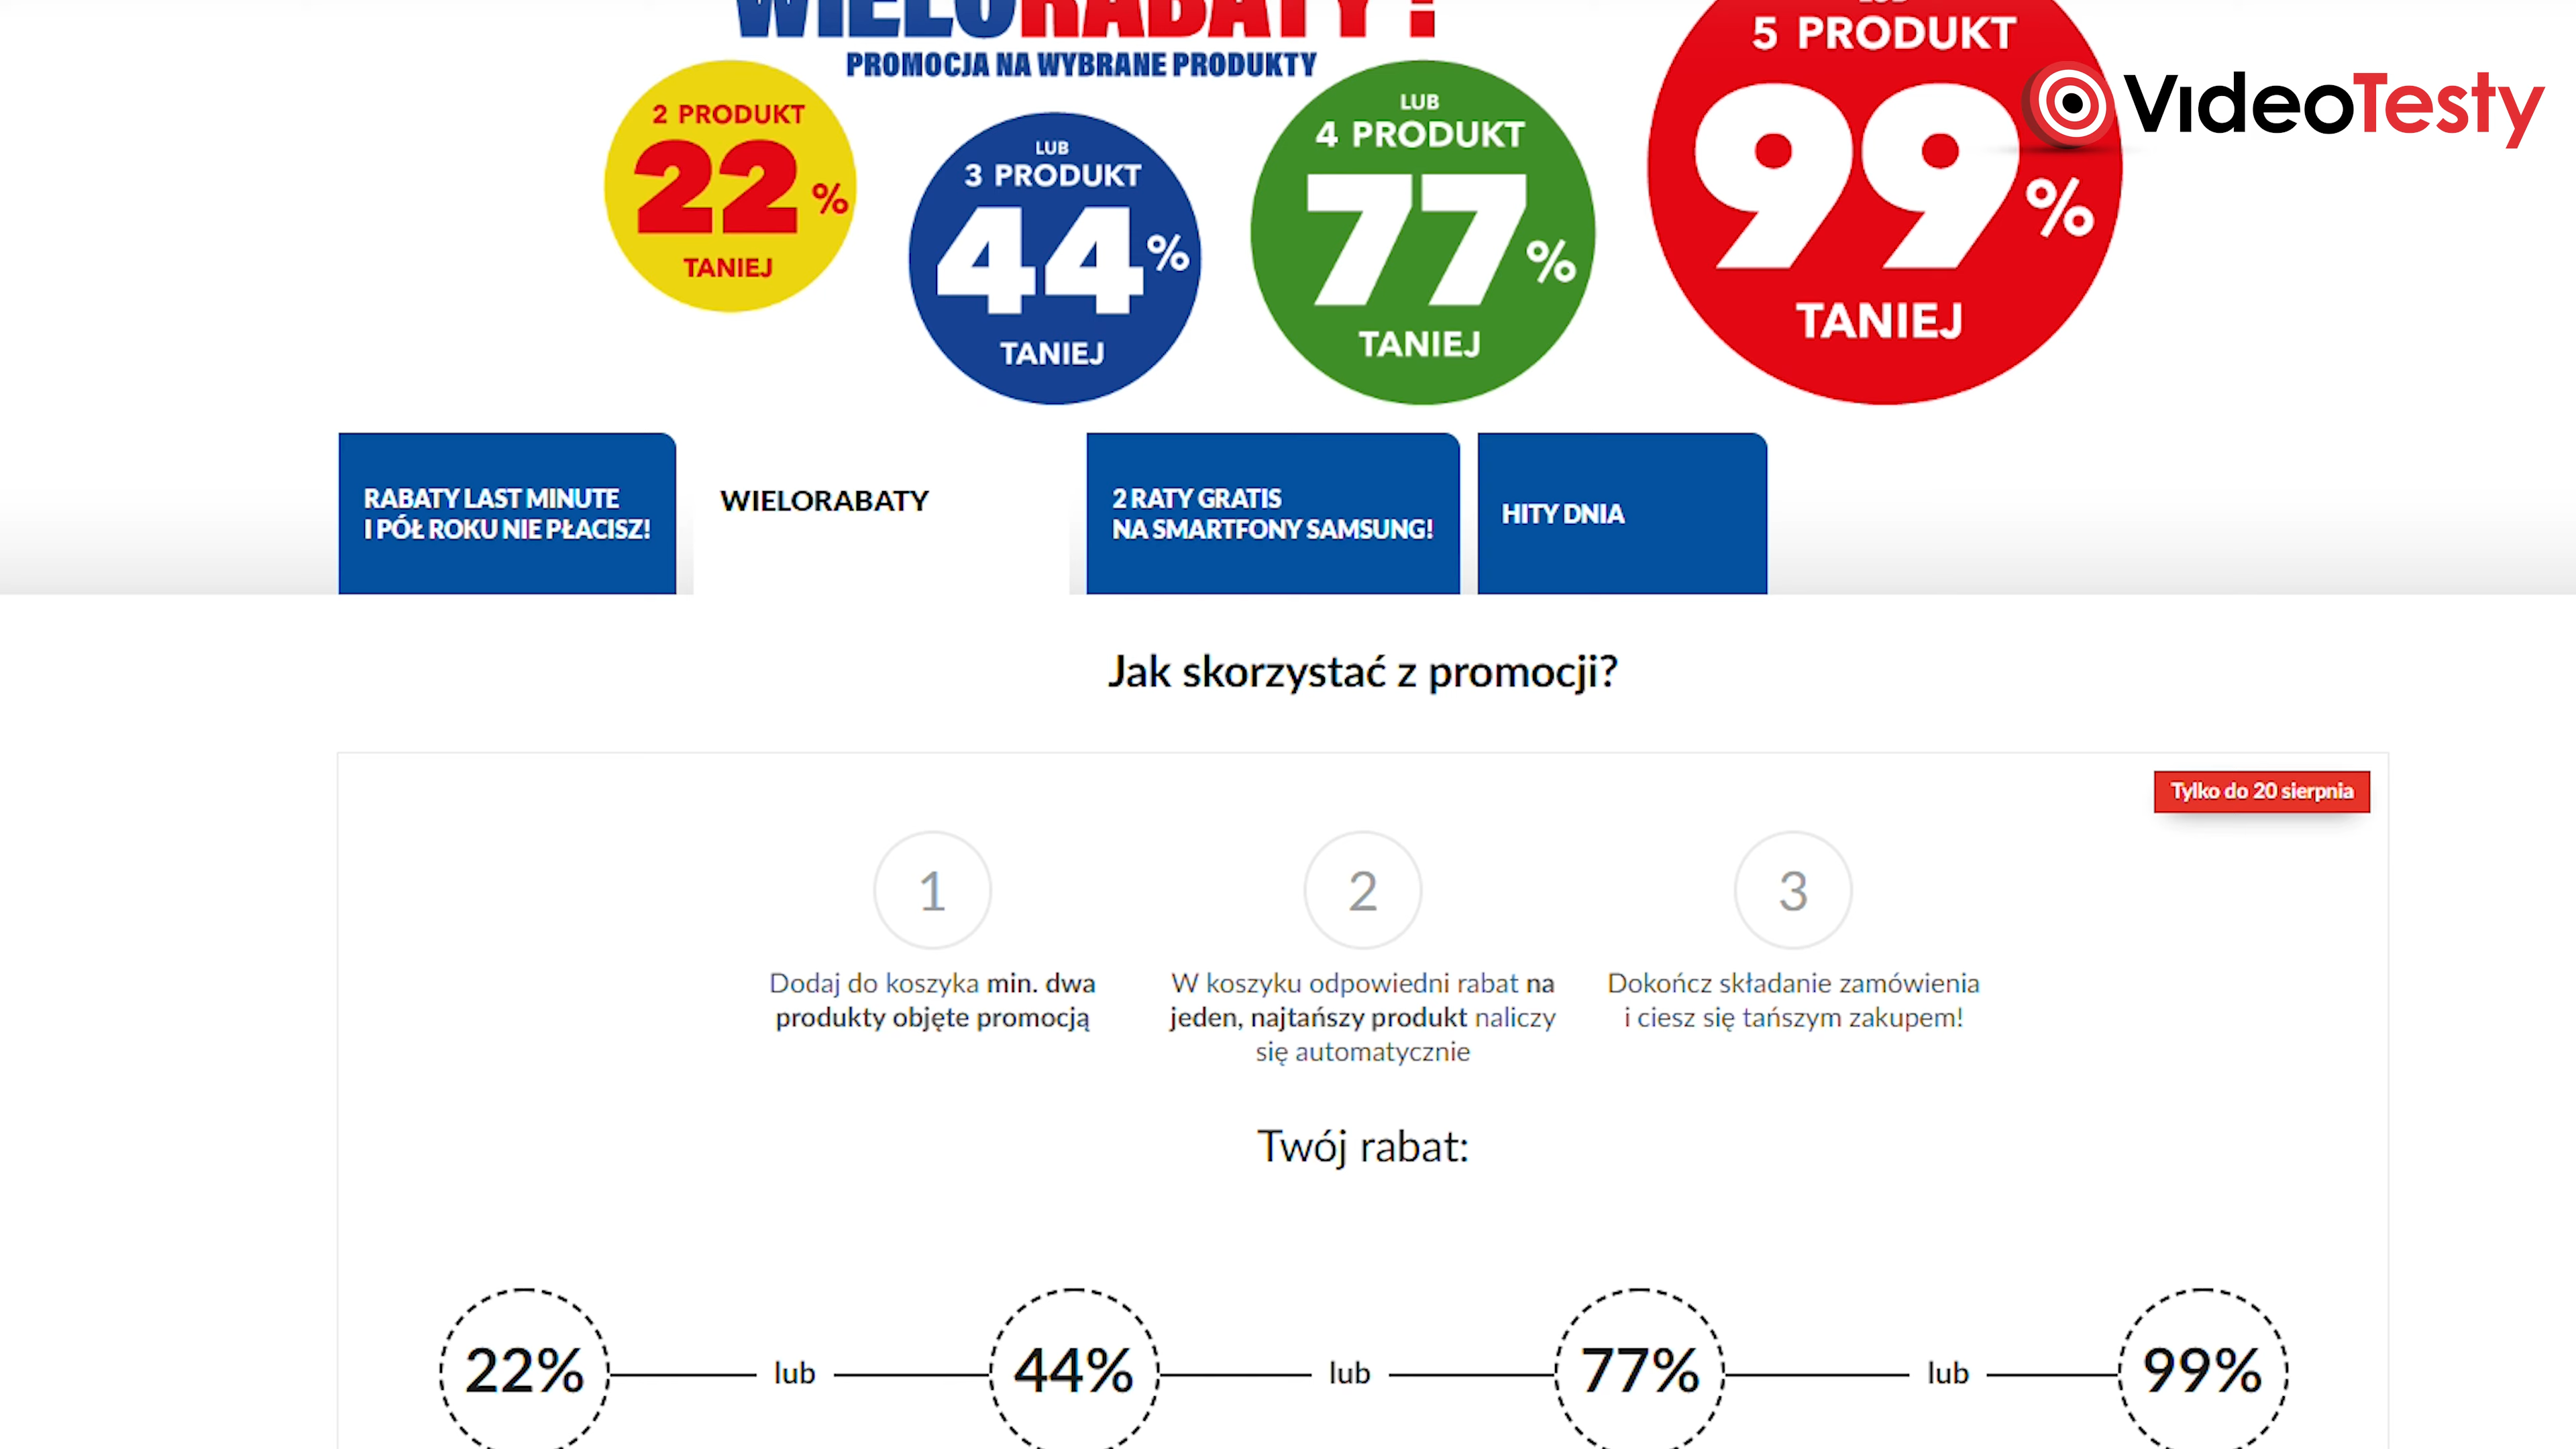 WIELORABATY!
PROMOCJA NA WYBRANE PRODUKTY
2 PRODUKT
22%
TANIEJ
LUB
3 PRODUKT
44%
TANIEJ
LUB
4 PRODUKT
77%
TANIEJ
LUB
5 PRODUKT
99%
TANIEJ
VideoTesty
RABATY LAST MINUTE
I PÓŁ ROKU NIE PŁACISZ!
WIELORABATY
2 RATY GRATIS
NA SMARTFONY SAMSUNG!
HITY DNIA
Jak skorzystać z promocji?
Tylko do 20 sierpnia
1
Dodaj do koszyka min. dwa
produkty objęte promocją
2
W koszyku odpowiedni rabat na
jeden, najtańszy produkt naliczy
się automatycznie
3
Dokończ składanie zamówienia
i ciesz się tańszym zakupem!
Twój rabat:
22% lub 44% lub 77% lub 99%